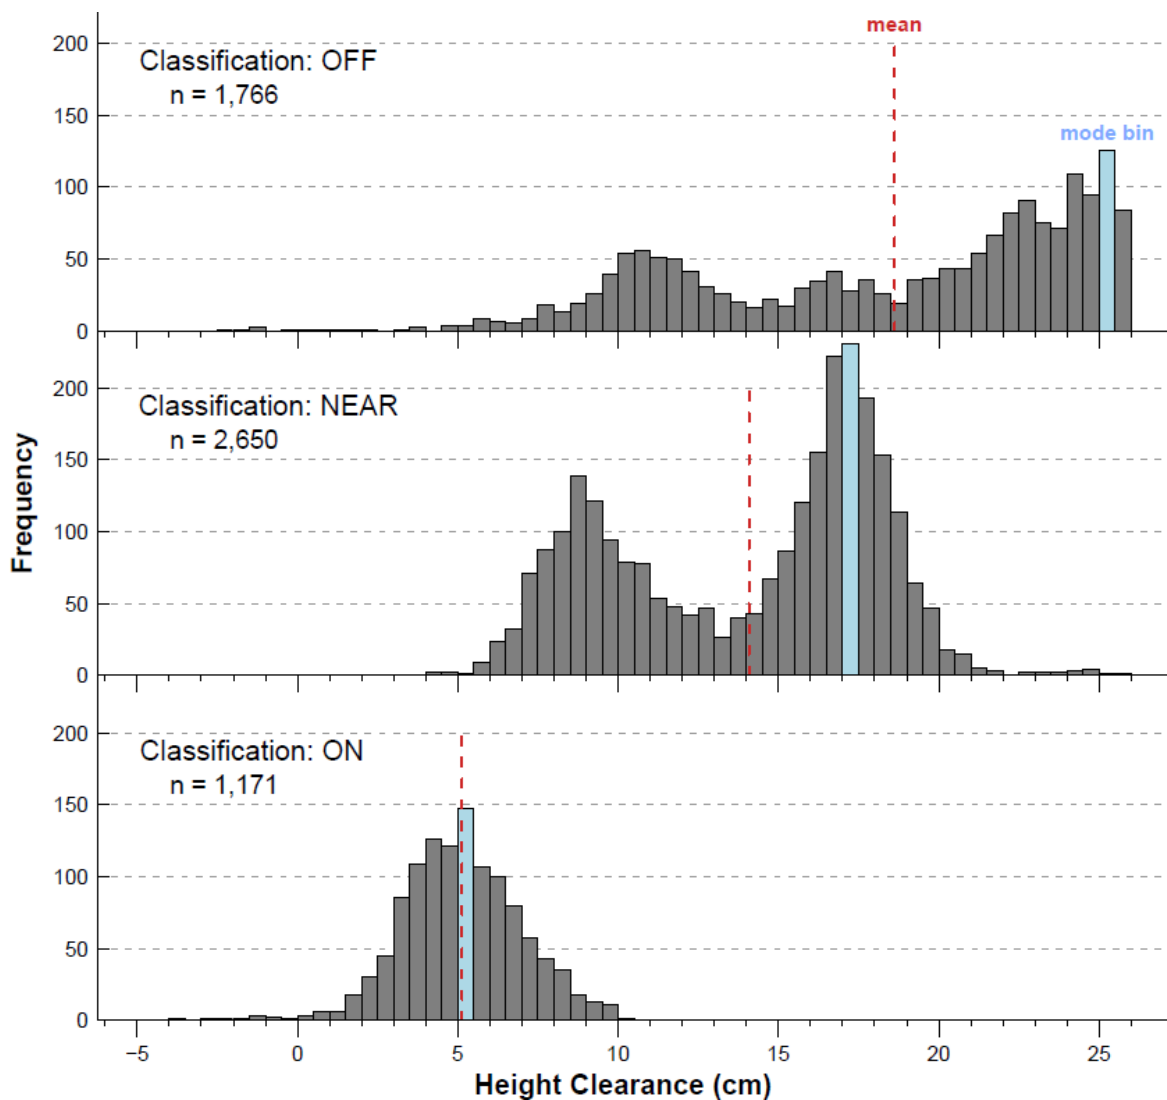 mean
200
Classification: OFF
n = 1,766
150
mode bin
100
50
0
200
Classification: NEAR
n = 2,650
150
100
50
0
Frequency
200
Classification: ON
n = 1,171
150
100
50
0
−5 0 5 10 15 20 25
Height Clearance (cm)